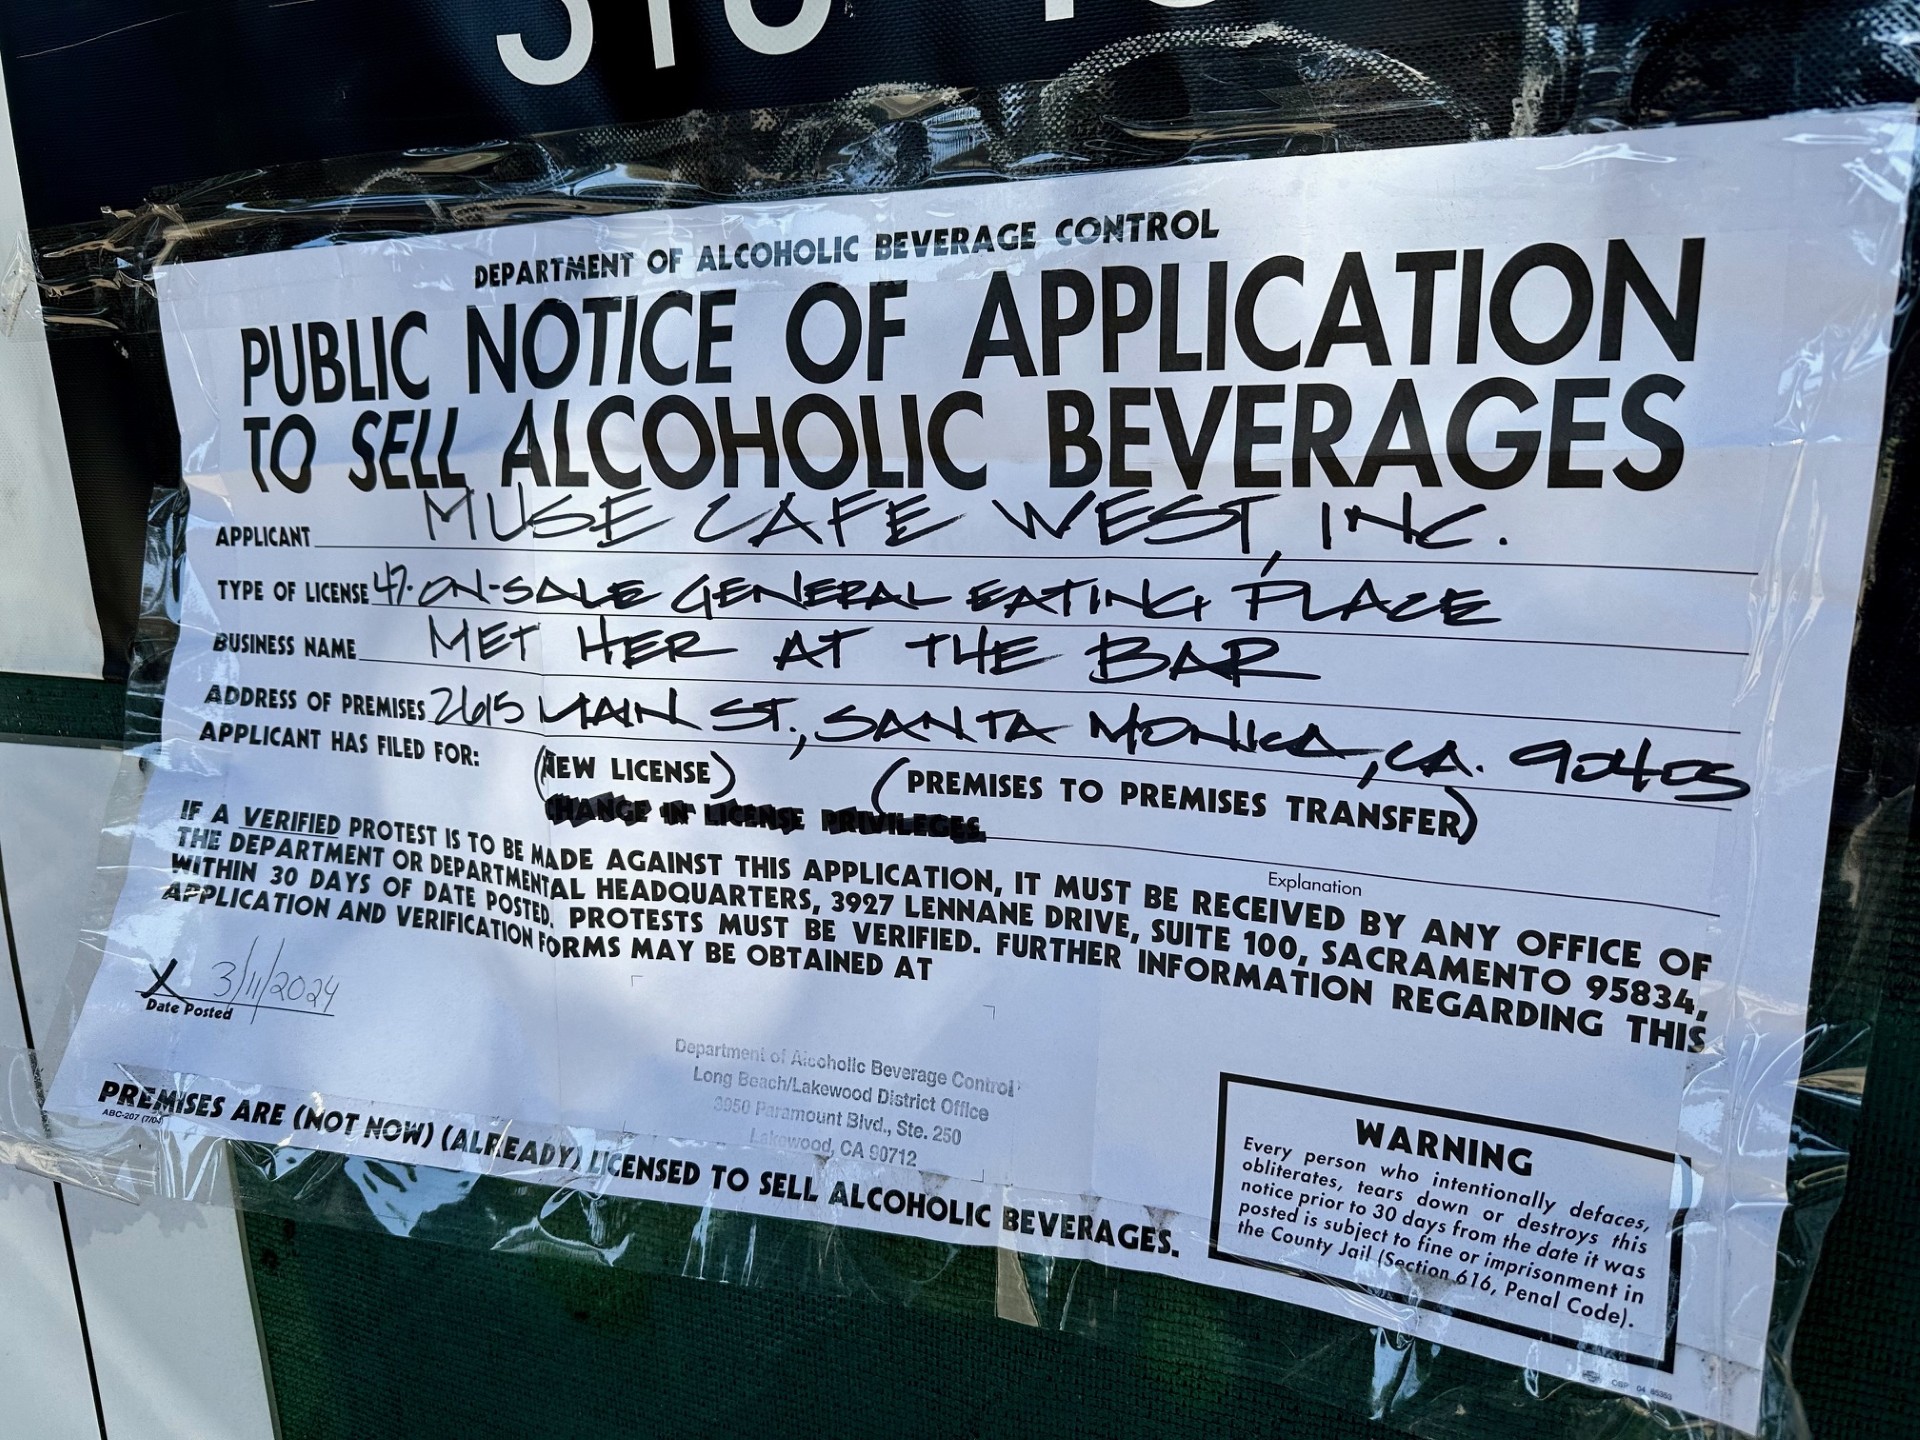 DEPARTMENT OF ALCOHOLIC BEVERAGE CONTROL
PUBLIC NOTICE OF APPLICATION
TO SELL ALCOHOLIC BEVERAGES
APPLICANT MUSE CAFE WEST, INC.
TYPE OF LICENSE 47-ON-SALE GENERAL EATING PLACE
BUSINESS NAME MET HER AT THE BAR
ADDRESS OF PREMISES 2615 MAIN ST., SANTA MONICA, CA. 90405
APPLICANT HAS FILED FOR: (NEW LICENSE) (PREMISES TO PREMISES TRANSFER)
CHANGE IN LICENSE PRIVILEGES
Explanation
IF A VERIFIED PROTEST IS TO BE MADE AGAINST THIS APPLICATION, IT MUST BE RECEIVED BY ANY OFFICE OF
THE DEPARTMENT OR DEPARTMENTAL HEADQUARTERS, 3927 LENNANE DRIVE, SUITE 100, SACRAMENTO 95834,
WITHIN 30 DAYS OF DATE POSTED. PROTESTS MUST BE VERIFIED. FURTHER INFORMATION REGARDING THIS
APPLICATION AND VERIFICATION FORMS MAY BE OBTAINED AT
X 3/11/2024
Date Posted
Department of Alcoholic Beverage Control
Long Beach/Lakewood District Office
3950 Paramount Blvd., Ste. 250
Lakewood, CA 90712
PREMISES ARE (NOT NOW) (ALREADY) LICENSED TO SELL ALCOHOLIC BEVERAGES.
ABC-207 (7/04)
WARNING
Every person who intentionally defaces,
obliterates, tears down or destroys this
notice prior to 30 days from the date it was
posted is subject to fine or imprisonment in
the County Jail (Section 616, Penal Code).